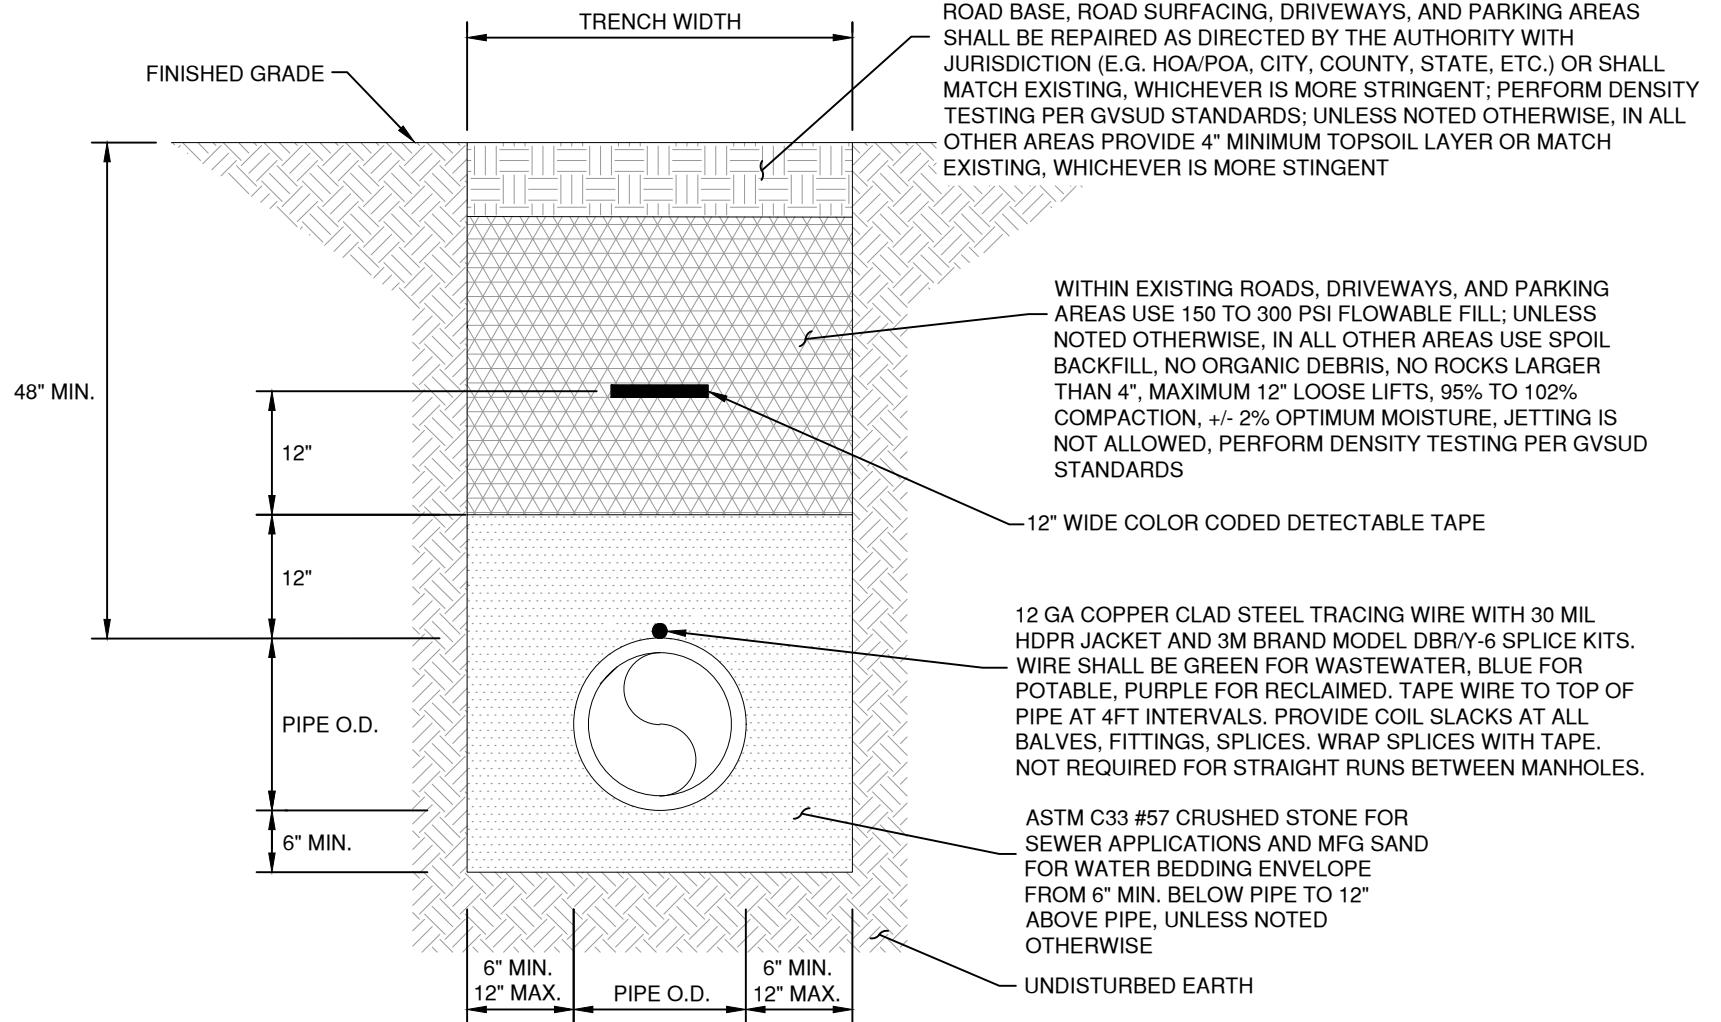 TRENCH WIDTH
FINISHED GRADE
ROAD BASE, ROAD SURFACING, DRIVEWAYS, AND PARKING AREAS
SHALL BE REPAIRED AS DIRECTED BY THE AUTHORITY WITH
JURISDICTION (E.G. HOA/POA, CITY, COUNTY, STATE, ETC.) OR SHALL
MATCH EXISTING, WHICHEVER IS MORE STRINGENT; PERFORM DENSITY
TESTING PER GVSUD STANDARDS; UNLESS NOTED OTHERWISE, IN ALL
OTHER AREAS PROVIDE 4" MINIMUM TOPSOIL LAYER OR MATCH
EXISTING, WHICHEVER IS MORE STINGENT
WITHIN EXISTING ROADS, DRIVEWAYS, AND PARKING
AREAS USE 150 TO 300 PSI FLOWABLE FILL; UNLESS
NOTED OTHERWISE, IN ALL OTHER AREAS USE SPOIL
BACKFILL, NO ORGANIC DEBRIS, NO ROCKS LARGER
THAN 4", MAXIMUM 12" LOOSE LIFTS, 95% TO 102%
COMPACTION, +/- 2% OPTIMUM MOISTURE, JETTING IS
NOT ALLOWED, PERFORM DENSITY TESTING PER GVSUD
STANDARDS
48" MIN.
12"
12" WIDE COLOR CODED DETECTABLE TAPE
12"
12 GA COPPER CLAD STEEL TRACING WIRE WITH 30 MIL
HDPR JACKET AND 3M BRAND MODEL DBR/Y-6 SPLICE KITS.
WIRE SHALL BE GREEN FOR WASTEWATER, BLUE FOR
POTABLE, PURPLE FOR RECLAIMED. TAPE WIRE TO TOP OF
PIPE AT 4FT INTERVALS. PROVIDE COIL SLACKS AT ALL
BALVES, FITTINGS, SPLICES. WRAP SPLICES WITH TAPE.
NOT REQUIRED FOR STRAIGHT RUNS BETWEEN MANHOLES.
PIPE O.D.
6" MIN.
ASTM C33 #57 CRUSHED STONE FOR
SEWER APPLICATIONS AND MFG SAND
FOR WATER BEDDING ENVELOPE
FROM 6" MIN. BELOW PIPE TO 12"
ABOVE PIPE, UNLESS NOTED
OTHERWISE
UNDISTURBED EARTH
6" MIN.
12" MAX.
PIPE O.D.
6" MIN.
12" MAX.